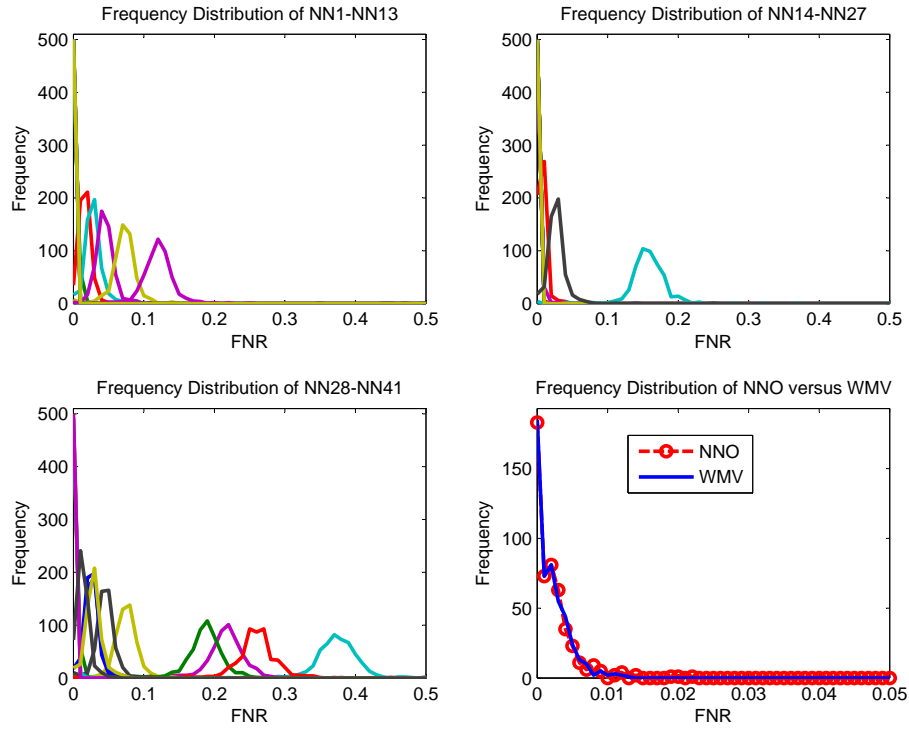 Frequency Distribution of NN1-NN13
500
400
300
200
100
0
Frequency
0 0.1 0.2 0.3 0.4 0.5
FNR
Frequency Distribution of NN14-NN27
500
400
300
200
100
0
Frequency
0 0.1 0.2 0.3 0.4 0.5
FNR
Frequency Distribution of NN28-NN41
500
400
300
200
100
0
Frequency
0 0.1 0.2 0.3 0.4 0.5
FNR
Frequency Distribution of NNO versus WMV
NNO
WMV
150
100
50
0
Frequency
0 0.01 0.02 0.03 0.04 0.05
FNR